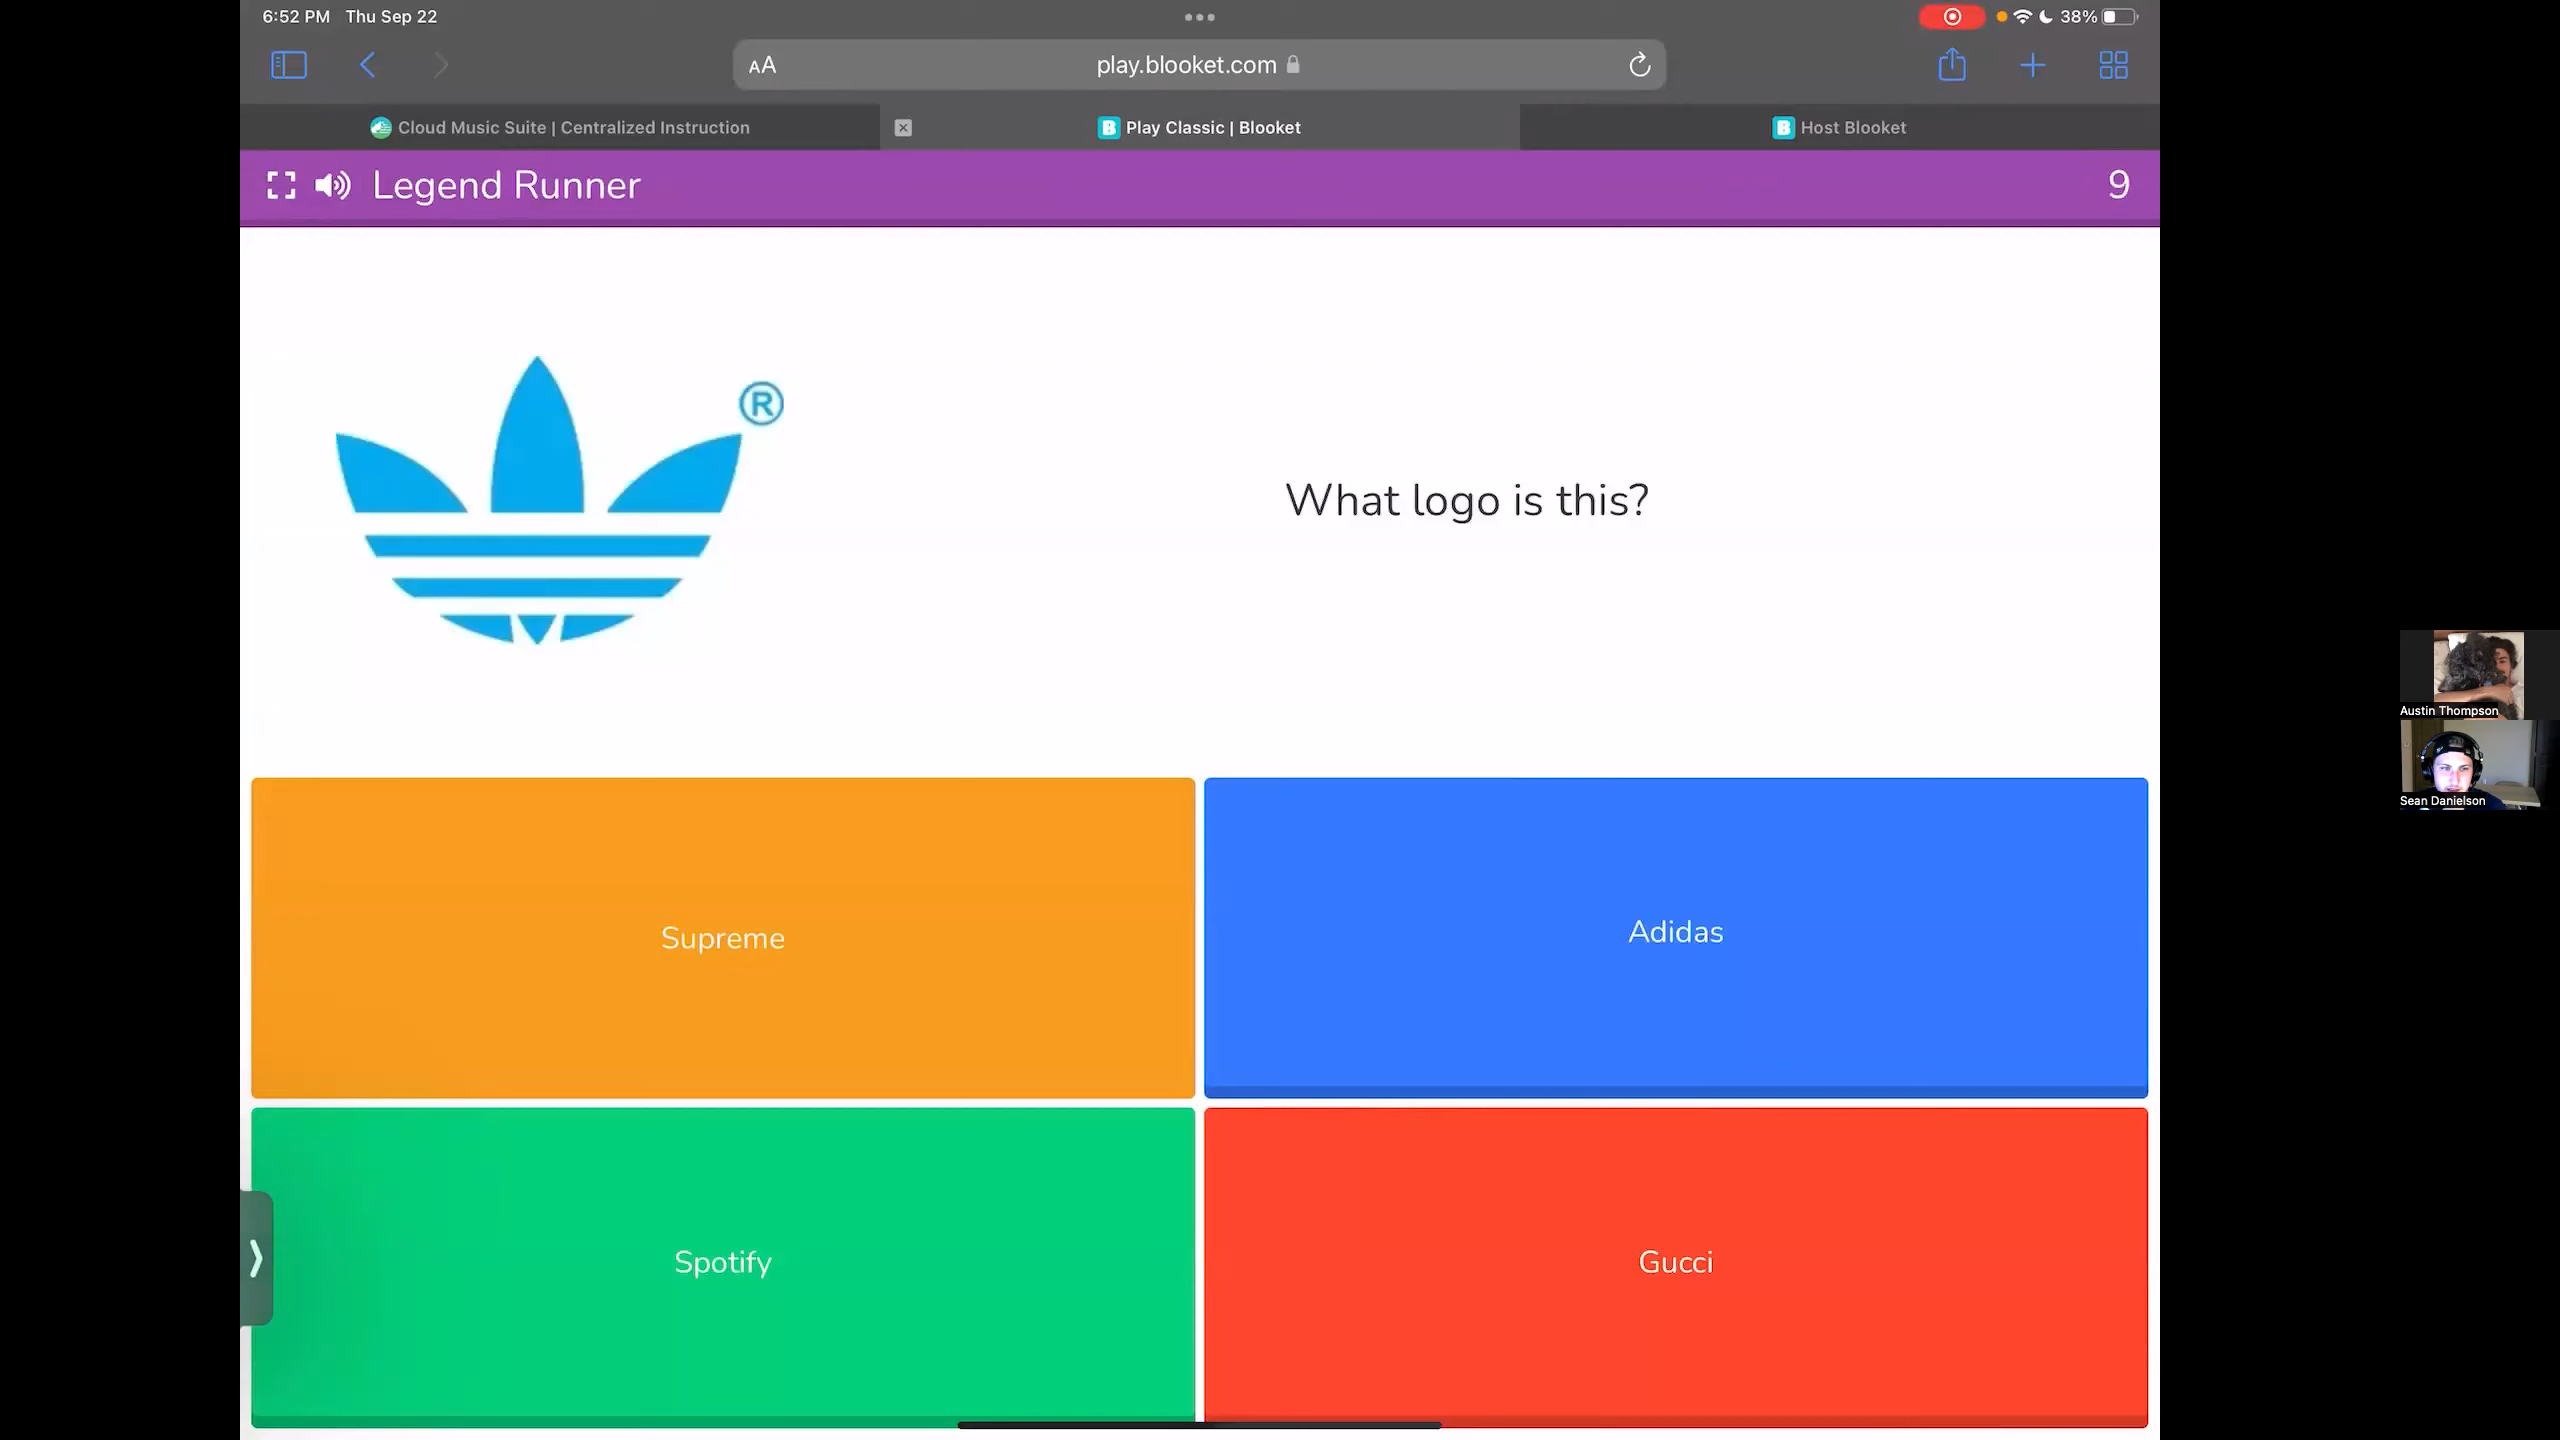 6:52 PM Thu Sep 22
38%
AA
play.blooket.com
Cloud Music Suite | Centralized Instruction
B Play Classic | Blooket
B Host Blooket
Legend Runner
9
®
What logo is this?
Supreme
Adidas
Spotify
Gucci
Austin Thompson
Sean Danielson